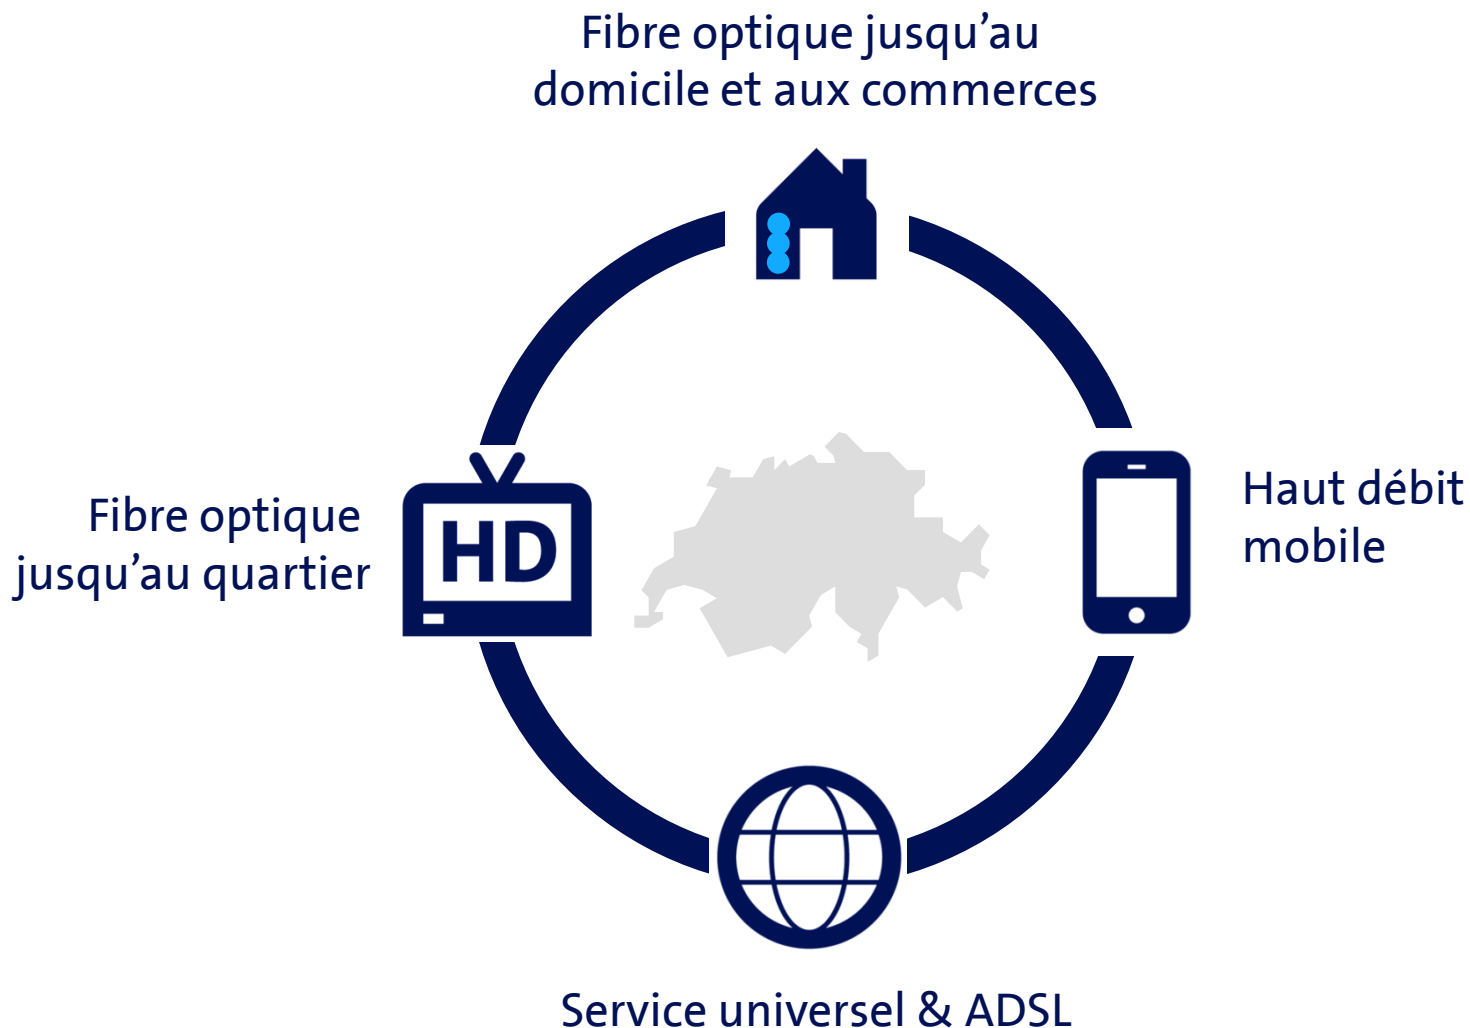 Fibre optique jusqu’au
domicile et aux commerces
Fibre optique
jusqu’au quartier
HD
Haut débit
mobile
Service universel & ADSL